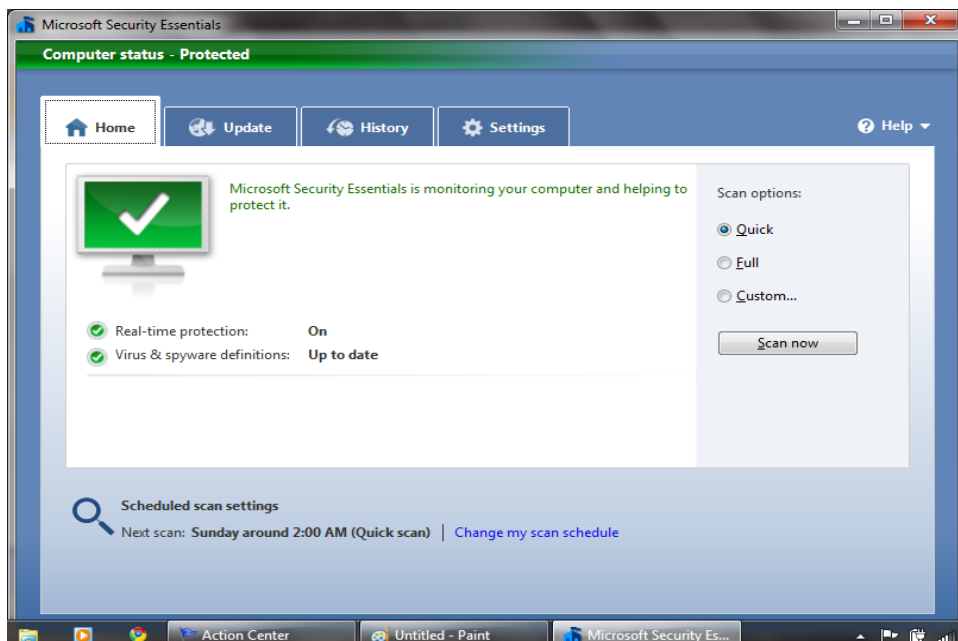 Microsoft Security Essentials
Computer status - Protected
Home
Update
History
Settings
Help
Microsoft Security Essentials is monitoring your computer and helping to
protect it.
Scan options:
Quick
Full
Custom...
Real-time protection: On
Virus & spyware definitions: Up to date
Scan now
Scheduled scan settings
Next scan: Sunday around 2:00 AM (Quick scan) | Change my scan schedule
Action Center
Untitled - Paint
Microsoft Security Es...